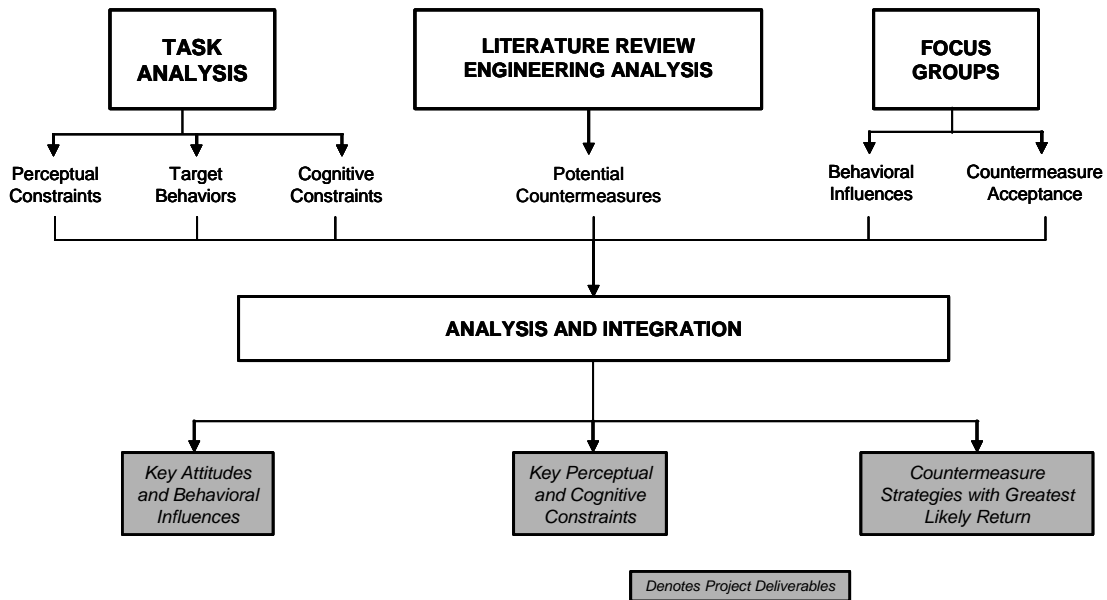 TASK
ANALYSIS
LITERATURE REVIEW
ENGINEERING ANALYSIS
FOCUS
GROUPS
Perceptual
Constraints
Target
Behaviors
Cognitive
Constraints
Potential
Countermeasures
Behavioral
Influences
Countermeasure
Acceptance
ANALYSIS AND INTEGRATION
Key Attitudes
and Behavioral
Influences
Key Perceptual
and Cognitive
Constraints
Countermeasure
Strategies with Greatest
Likely Return
Denotes Project Deliverables